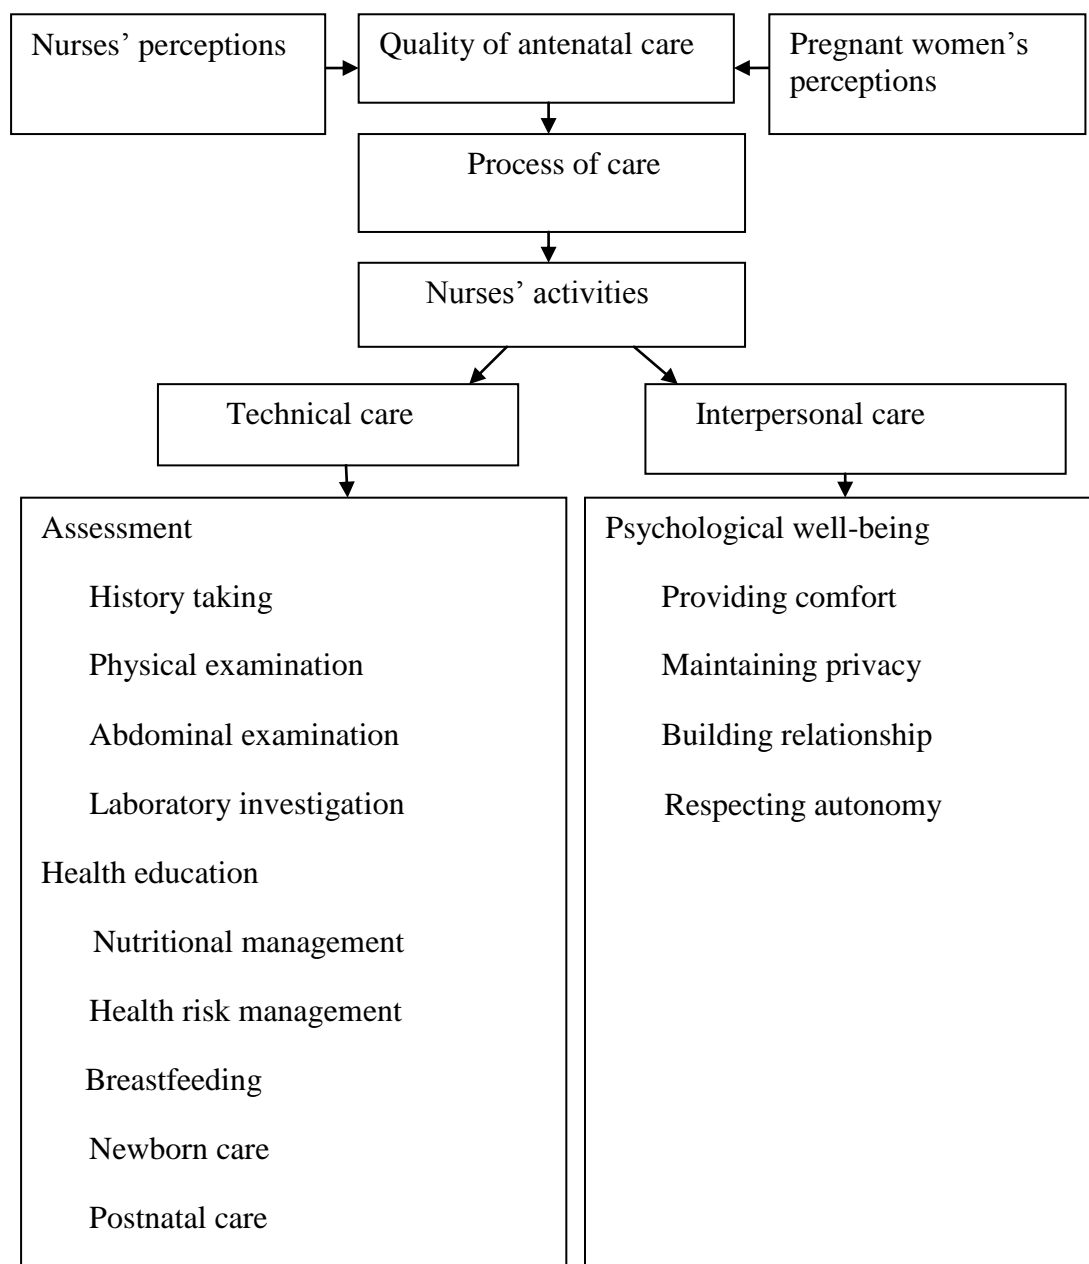 Nurses’ perceptions
Quality of antenatal care
Pregnant women’s
perceptions
Process of care
Nurses’ activities
Technical care
Interpersonal care
Assessment
History taking
Physical examination
Abdominal examination
Laboratory investigation
Health education
Nutritional management
Health risk management
Breastfeeding
Newborn care
Postnatal care
Psychological well-being
Providing comfort
Maintaining privacy
Building relationship
Respecting autonomy